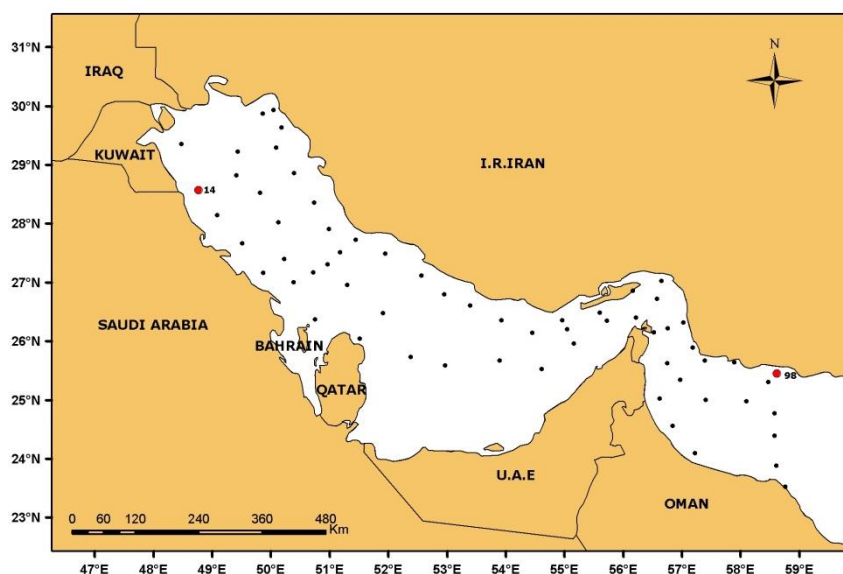 31°N
N
IRAQ
30°N
KUWAIT
29°N
I.R.IRAN
14
28°N
27°N
SAUDI ARABIA
26°N
BAHRAIN
98
QATAR
25°N
24°N
U.A.E
OMAN
23°N
0 60 120 240 360 480
Km
47°E 48°E 49°E 50°E 51°E 52°E 53°E 54°E 55°E 56°E 57°E 58°E 59°E